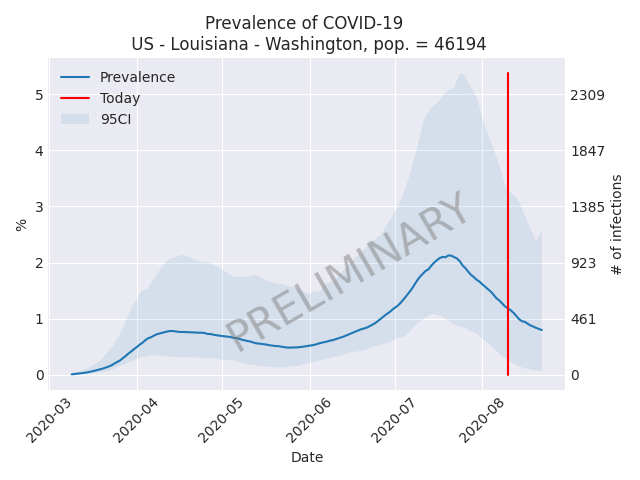 Prevalence of COVID-19
US - Louisiana - Washington, pop. = 46194
Prevalence
Today
95CI
PRELIMINARY
%
5
4
3
2
1
0
2309
1847
1385
923
461
0
# of infections
2020-03
2020-04
2020-05
2020-06
2020-07
2020-08
Date